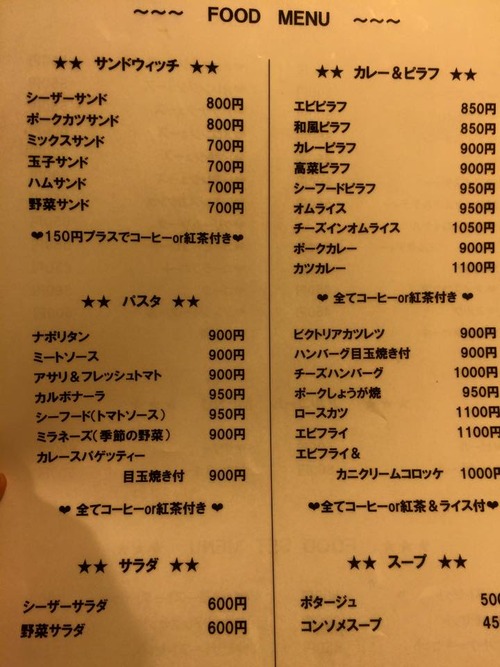 ~~~ FOOD MENU ~~~
★★ サンドウィッチ ★★
シーザーサンド 800円
ポークカツサンド 800円
ミックスサンド 700円
玉子サンド 700円
ハムサンド 700円
野菜サンド 700円
❤150円プラスでコーヒーor紅茶付き❤
★★ パスタ ★★
ナポリタン 900円
ミートソース 900円
アサリ＆フレッシュトマト 900円
カルボナーラ 950円
シーフード(トマトソース) 950円
ミラネーズ(季節の野菜) 900円
カレースパゲッティー
目玉焼き付 900円
❤ 全てコーヒーor紅茶付き ❤
★★ サラダ ★★
シーザーサラダ 600円
野菜サラダ 600円
★★ カレー＆ピラフ ★★
エビピラフ 850円
和風ピラフ 850円
カレーピラフ 900円
高菜ピラフ 900円
シーフードピラフ 950円
オムライス 950円
チーズインオムライス 1050円
ポークカレー 900円
カツカレー 1100円
❤ 全てコーヒーor紅茶付き ❤
ビクトリアカツレツ 900円
ハンバーグ目玉焼き付 900円
チーズハンバーグ 1000円
ポークしょうが焼 950円
ロースカツ 1100円
エビフライ 1100円
エビフライ＆
カニクリームコロッケ 1000円
❤全てコーヒーor紅茶＆ライス付❤
★★ スープ ★★
ポタージュ 500
コンソメスープ 45